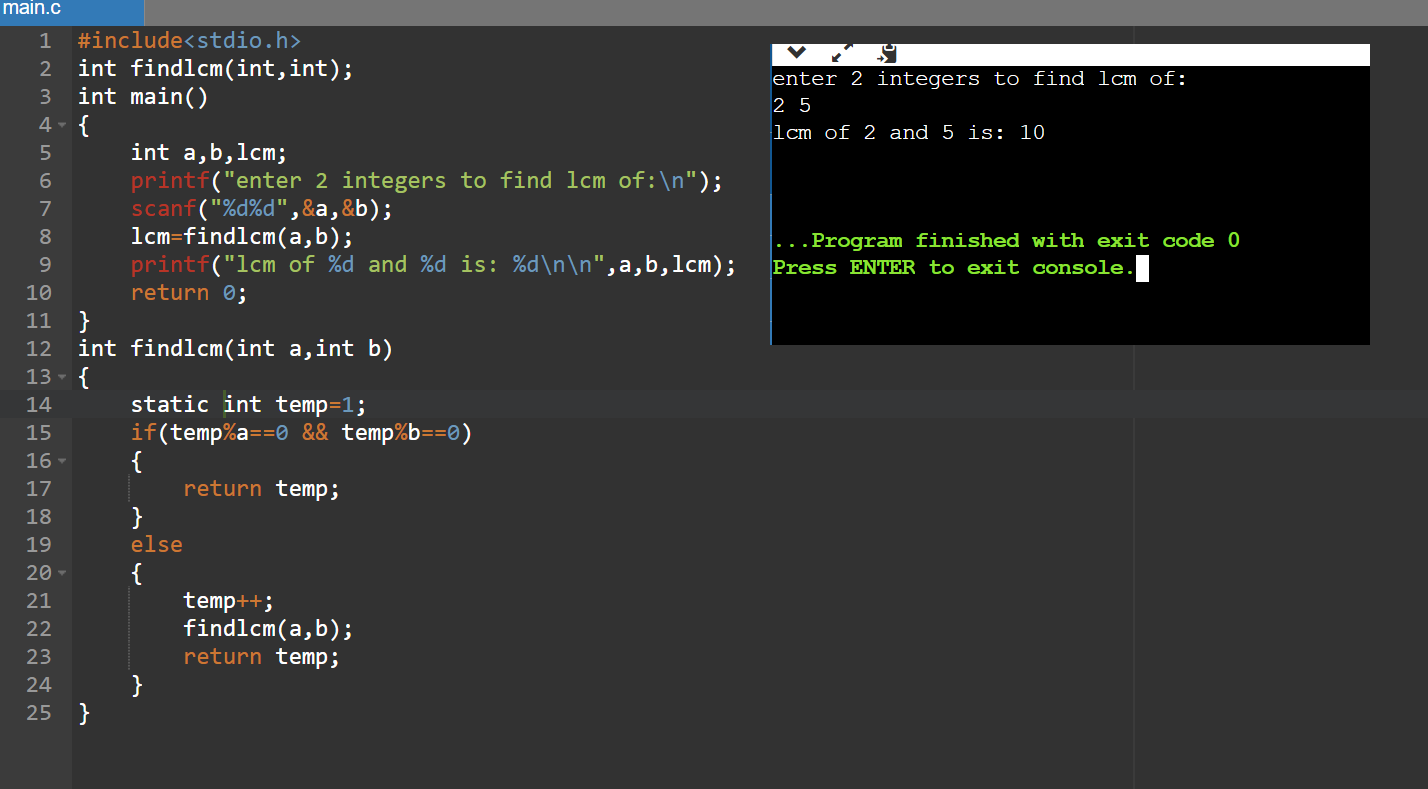 main.c
1 #include<stdio.h>
2 int findlcm(int,int);
3 int main()
4 {
5     int a,b,lcm;
6     printf("enter 2 integers to find lcm of:\n");
7     scanf("%d%d",&a,&b);
8     lcm=findlcm(a,b);
9     printf("lcm of %d and %d is: %d\n\n",a,b,lcm);
10     return 0;
11 }
12 int findlcm(int a,int b)
13 {
14     static int temp=1;
15     if(temp%a==0 && temp%b==0)
16     {
17         return temp;
18     }
19     else
20     {
21         temp++;
22         findlcm(a,b);
23         return temp;
24     }
25 }
enter 2 integers to find lcm of:
2 5
lcm of 2 and 5 is: 10
...Program finished with exit code 0
Press ENTER to exit console.